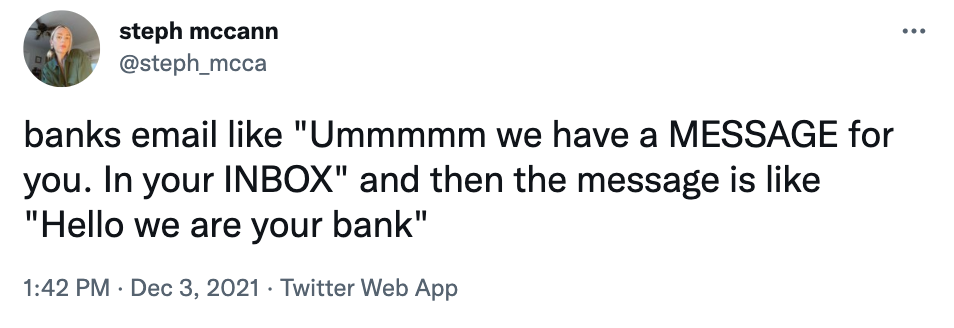 steph mccann
@steph_mcca
banks email like "Ummmmm we have a MESSAGE for
you. In your INBOX" and then the message is like
"Hello we are your bank"
1:42 PM · Dec 3, 2021 · Twitter Web App